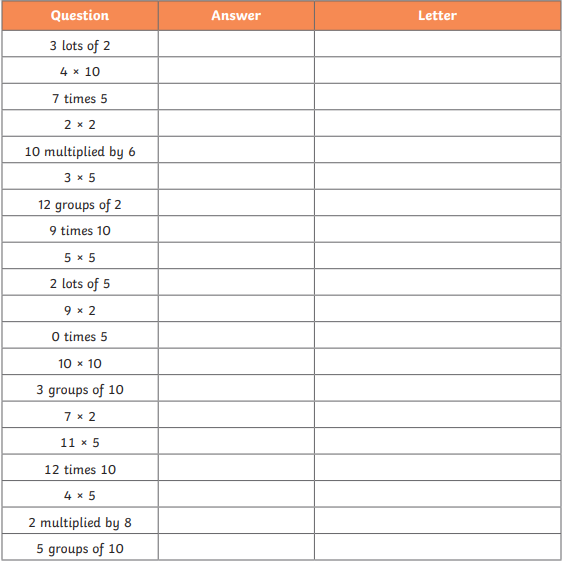 Question Answer Letter
3 lots of 2
4 × 10
7 times 5
2 × 2
10 multiplied by 6
3 × 5
12 groups of 2
9 times 10
5 × 5
2 lots of 5
9 × 2
0 times 5
10 × 10
3 groups of 10
7 × 2
11 × 5
12 times 10
4 × 5
2 multiplied by 8
5 groups of 10